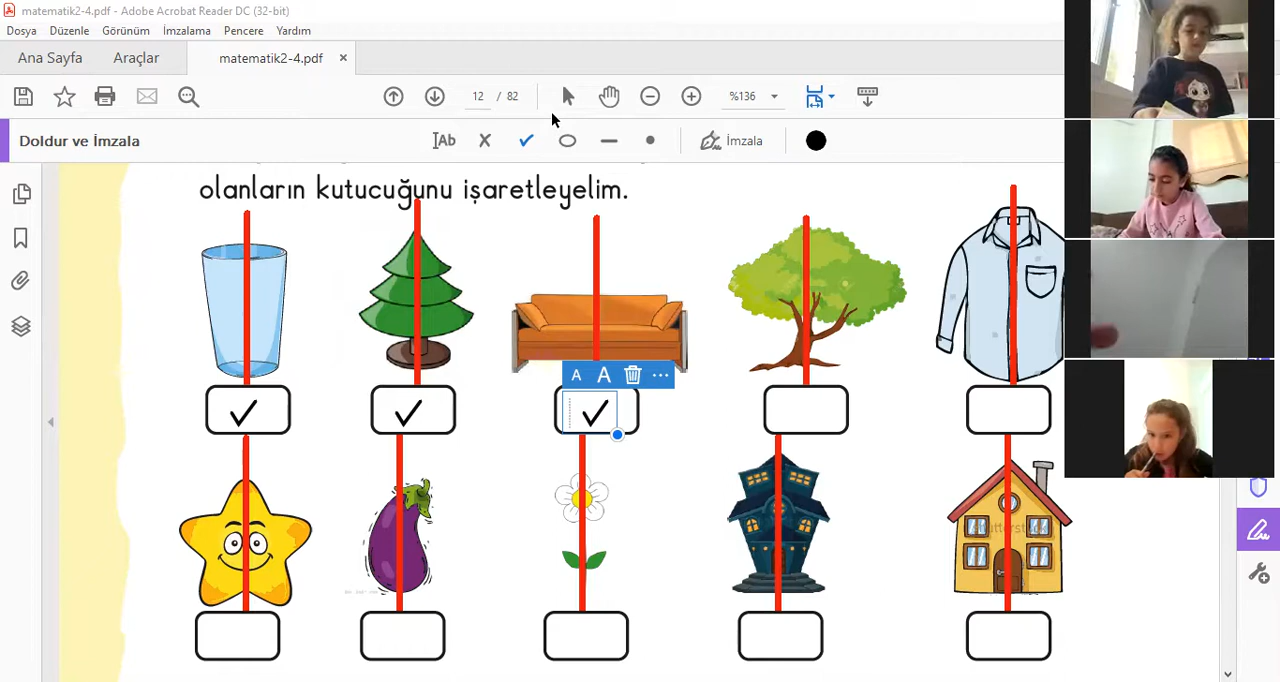 matematik2-4.pdf - Adobe Acrobat Reader DC (32-bit)
Dosya Düzenle Görünüm İmzalama Pencere Yardım
Ana Sayfa Araçlar matematik2-4.pdf ×
12 / 82 %136
Doldur ve İmzala Ab İmzala
olanların kutucuğunu işaretleyelim.
A A ...